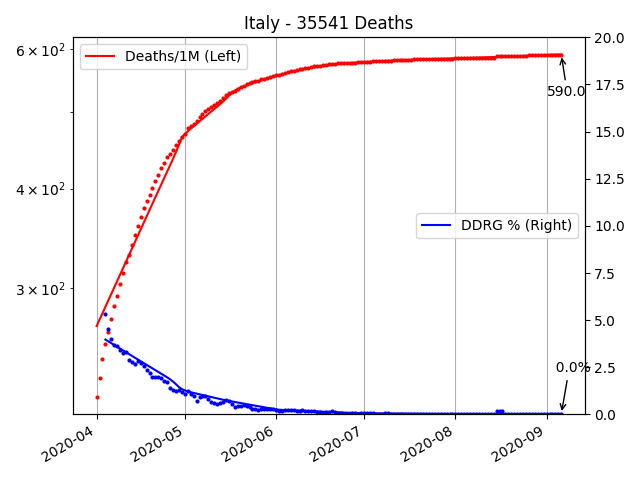 Italy - 35541 Deaths
6 × 10²
4 × 10²
3 × 10²
Deaths/1M (Left)
DDRG % (Right)
590.0
0.0%
20.0
17.5
15.0
12.5
10.0
7.5
5.0
2.5
0.0
2020-04
2020-05
2020-06
2020-07
2020-08
2020-09